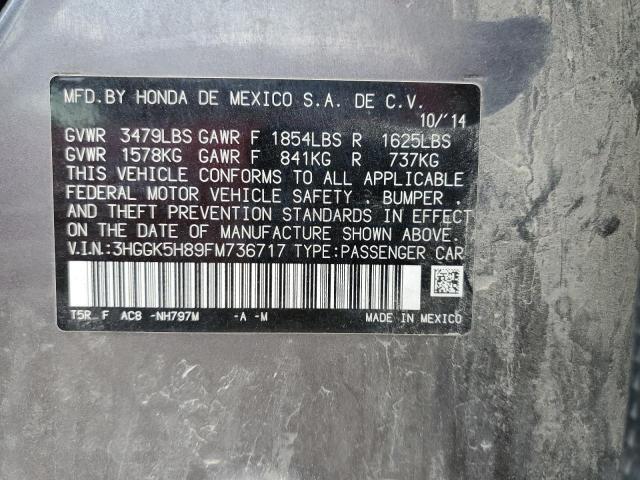 MFD.BY HONDA DE MEXICO S.A. DE C.V.
10/'14
GVWR 3479LBS GAWR F 1854LBS R 1625LBS
GVWR 1578KG GAWR F 841KG R 737KG
THIS VEHICLE CONFORMS TO ALL APPLICABLE
FEDERAL MOTOR VEHICLE SAFETY , BUMPER ,
AND THEFT PREVENTION STANDARDS IN EFFECT
ON THE DATE OF MANUFACTURE SHOWN ABOVE.
V.I.N.:3HGGK5H89FM736717 TYPE:PASSENGER CAR
T5R F AC8 -NH797M -A -M MADE IN MEXICO